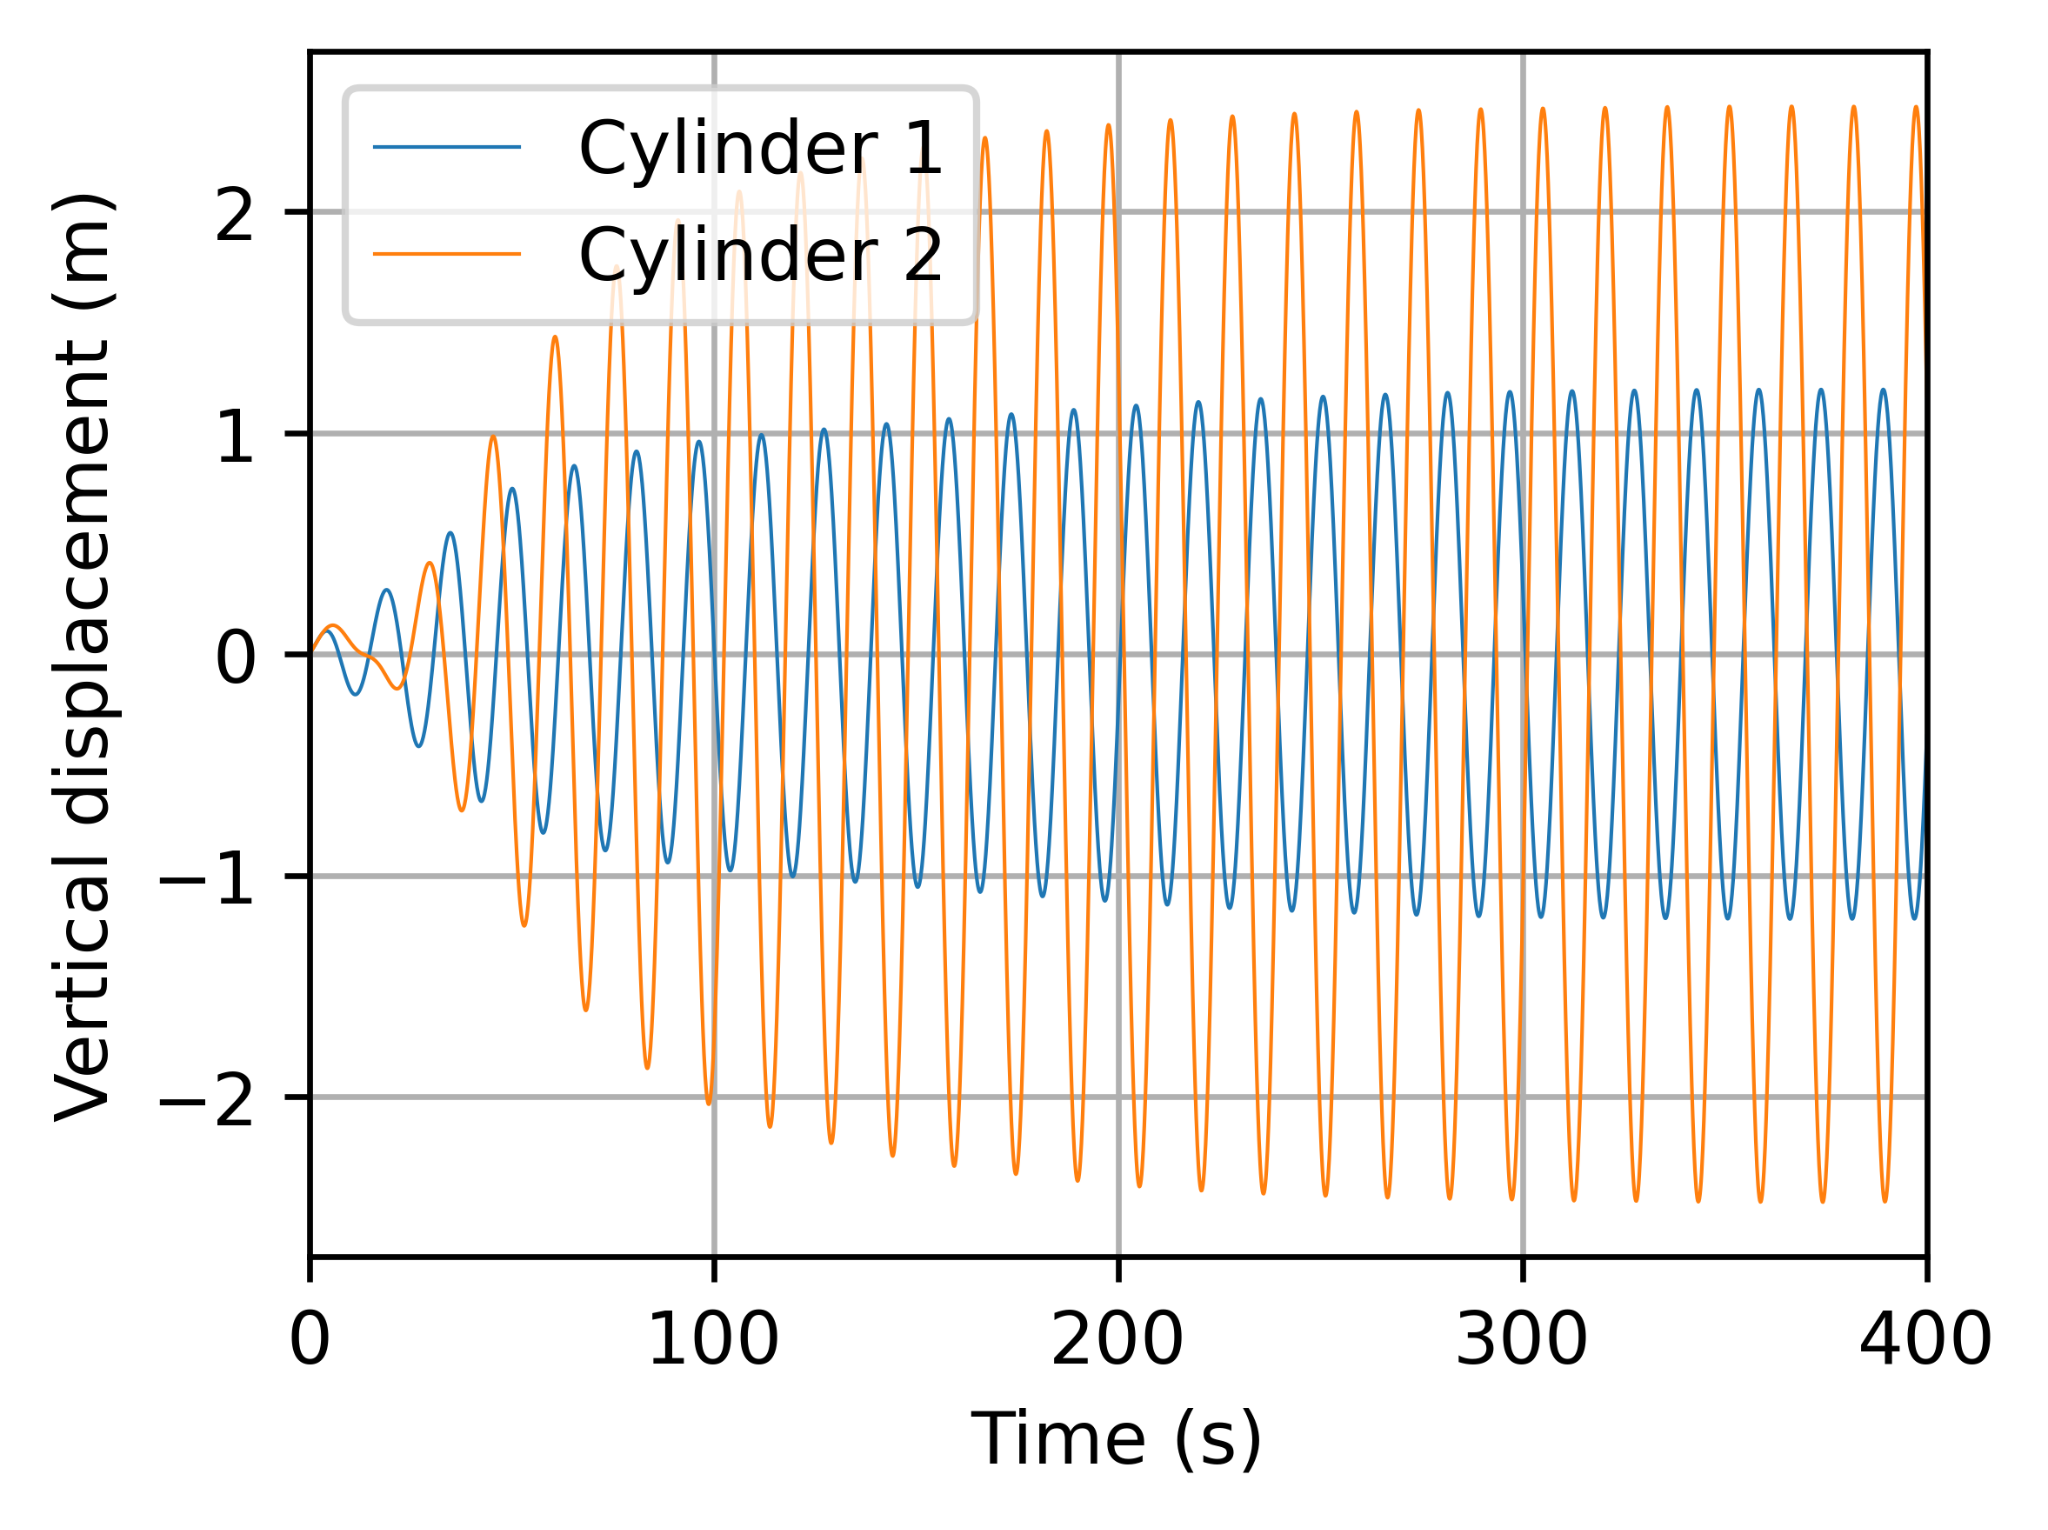 Cylinder 1
Cylinder 2
2
1
0
−1
−2
Vertical displacement (m)
0 100 200 300 400
Time (s)